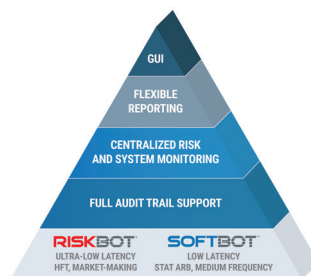 GUI
FLEXIBLE
REPORTING
CENTRALIZED RISK
AND SYSTEM MONITORING
FULL AUDIT TRAIL SUPPORT
RISKBOT
ULTRA-LOW LATENCY
HFT, MARKET-MAKING
SOFTBOT
LOW LATENCY
STAT ARB, MEDIUM FREQUENCY